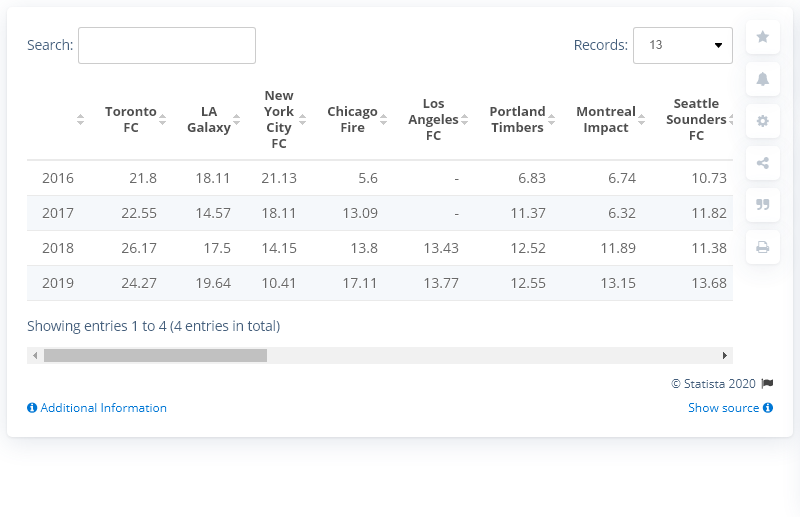 Search:
Records: 13
Toronto FC LA Galaxy New York City FC Chicago Fire Los Angeles FC Portland Timbers Montreal Impact Seattle Sounders FC
2016 21.8 18.11 21.13 5.6 - 6.83 6.74 10.73
2017 22.55 14.57 18.11 13.09 - 11.37 6.32 11.82
2018 26.17 17.5 14.15 13.8 13.43 12.52 11.89 11.38
2019 24.27 19.64 10.41 17.11 13.77 12.55 13.15 13.68
Showing entries 1 to 4 (4 entries in total)
© Statista 2020
Additional Information
Show source